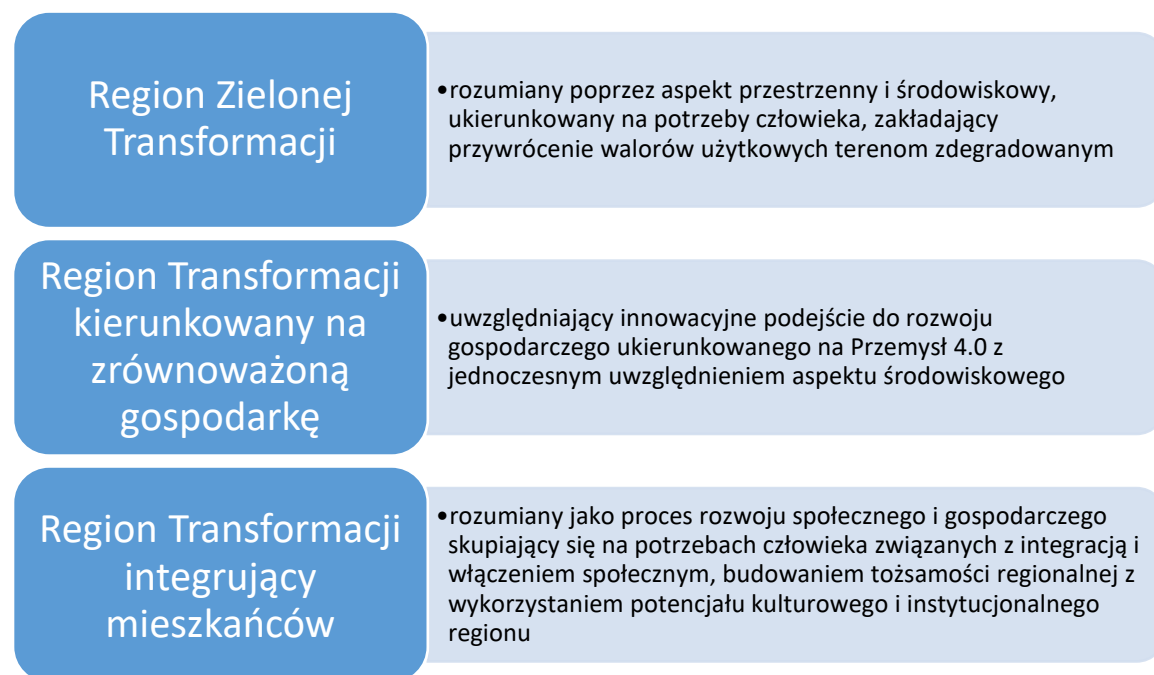 Region Zielonej
Transformacji
•rozumiany poprzez aspekt przestrzenny i środowiskowy,
ukierunkowany na potrzeby człowieka, zakładający
przywrócenie walorów użytkowych terenom zdegradowanym
Region Transformacji
kierunkowany na
zrównoważoną
gospodarkę
•uwzględniający innowacyjne podejście do rozwoju
gospodarczego ukierunkowanego na Przemysł 4.0 z
jednoczesnym uwzględnieniem aspektu środowiskowego
Region Transformacji
integrujący
mieszkańców
•rozumiany jako proces rozwoju społecznego i gospodarczego
skupiający się na potrzebach człowieka związanych z integracją i
włączeniem społecznym, budowaniem tożsamości regionalnej z
wykorzystaniem potencjału kulturowego i instytucjonalnego
regionu